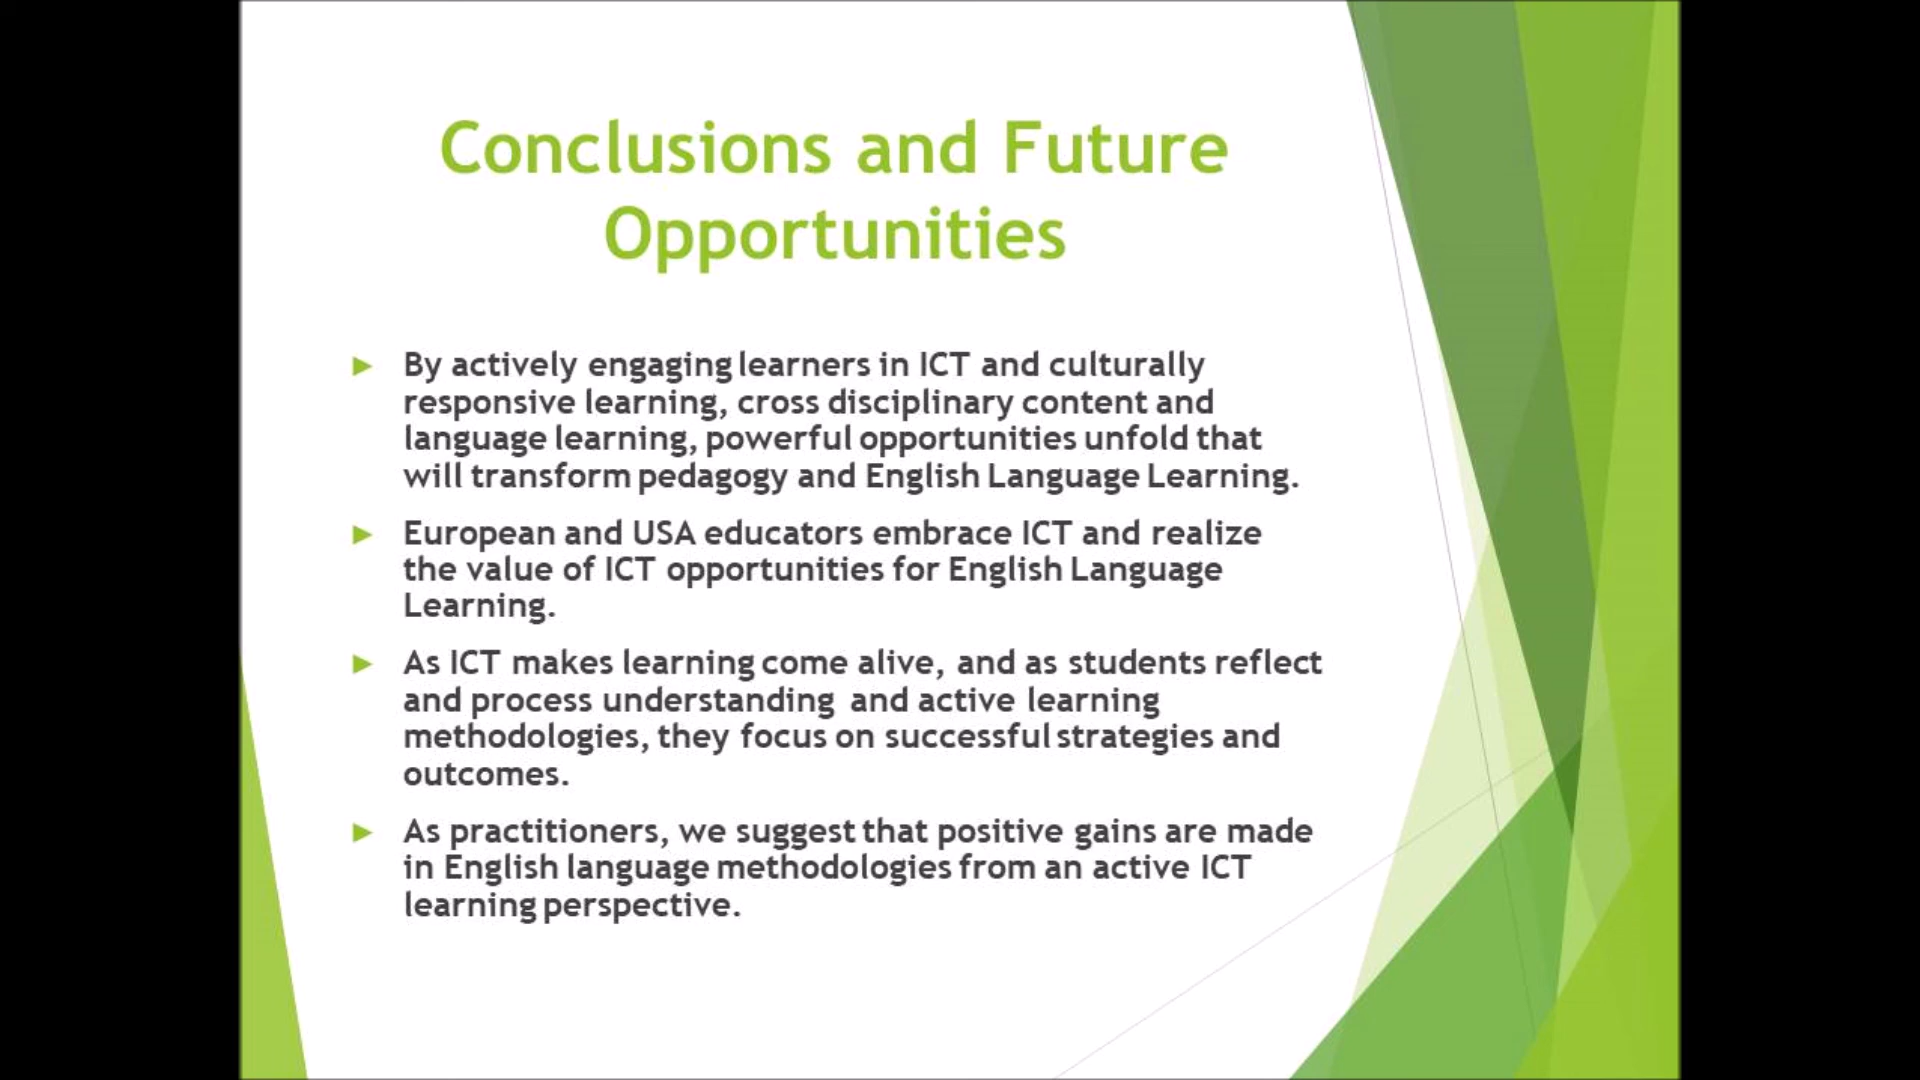 Conclusions and Future
Opportunities
By actively engaging learners in ICT and culturally
responsive learning, cross disciplinary content and
language learning, powerful opportunities unfold that
will transform pedagogy and English Language Learning.
European and USA educators embrace ICT and realize
the value of ICT opportunities for English Language
Learning.
As ICT makes learning come alive, and as students reflect
and process understanding and active learning
methodologies, they focus on successful strategies and
outcomes.
As practitioners, we suggest that positive gains are made
in English language methodologies from an active ICT
learning perspective.